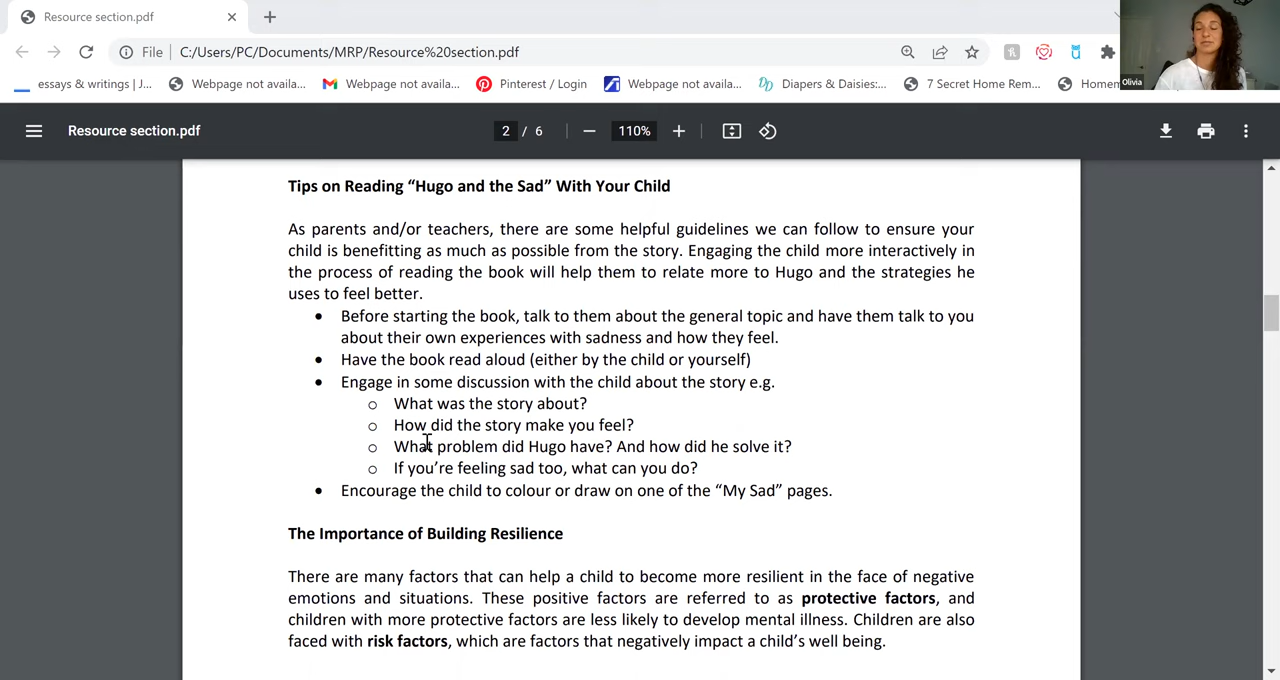 Resource section.pdf
File C:/Users/PC/Documents/MRP/Resource%20section.pdf
essays & writings | J... Webpage not availa... Webpage not availa... Pinterest / Login Webpage not availa... Diapers & Daisies:... 7 Secret Home Rem... Homem
Olivia
Resource section.pdf 2 / 6 110%
Tips on Reading “Hugo and the Sad” With Your Child
As parents and/or teachers, there are some helpful guidelines we can follow to ensure your
child is benefitting as much as possible from the story. Engaging the child more interactively in
the process of reading the book will help them to relate more to Hugo and the strategies he
uses to feel better.
• Before starting the book, talk to them about the general topic and have them talk to you
about their own experiences with sadness and how they feel.
• Have the book read aloud (either by the child or yourself)
• Engage in some discussion with the child about the story e.g.
o What was the story about?
o How did the story make you feel?
o What problem did Hugo have? And how did he solve it?
o If you’re feeling sad too, what can you do?
• Encourage the child to colour or draw on one of the “My Sad” pages.
The Importance of Building Resilience
There are many factors that can help a child to become more resilient in the face of negative
emotions and situations. These positive factors are referred to as protective factors, and
children with more protective factors are less likely to develop mental illness. Children are also
faced with risk factors, which are factors that negatively impact a child’s well being.